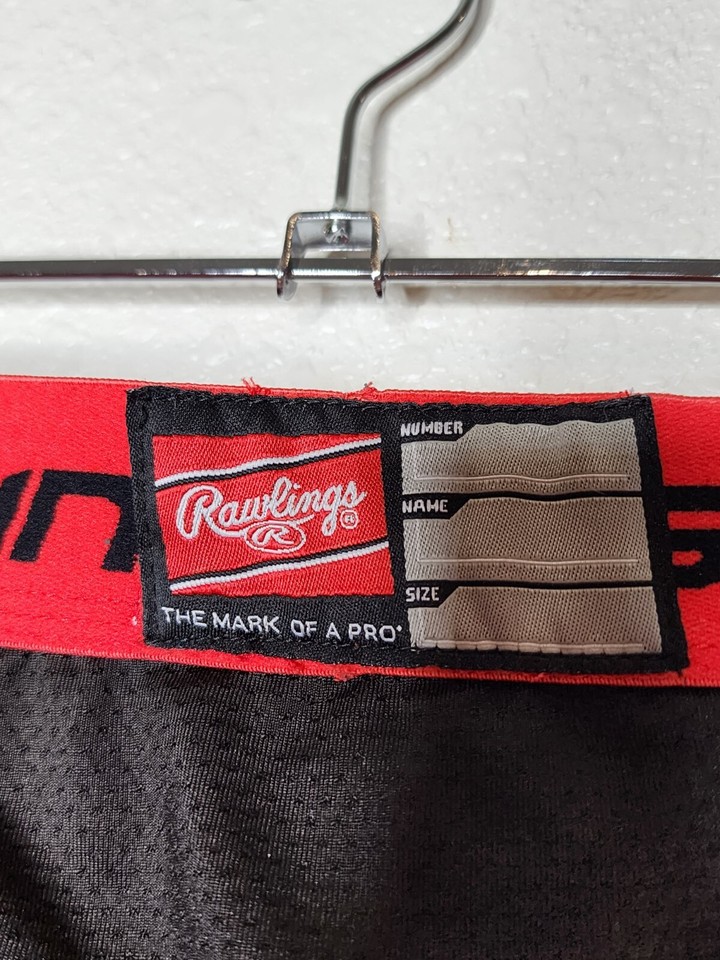 Rawlings
R
THE MARK OF A PRO
NUMBER
NAME
SIZE